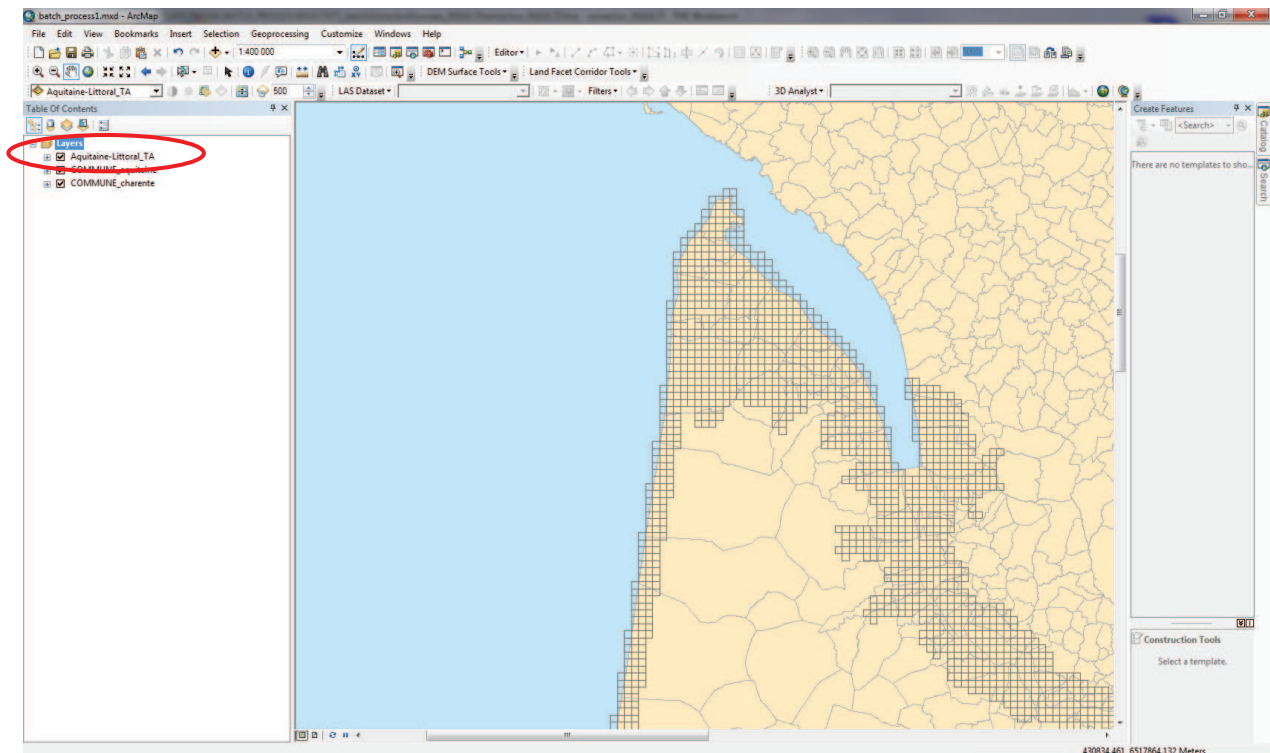 batch_process1.mxd - ArcMap
File Edit View Bookmarks Insert Selection Geoprocessing Customize Windows Help
1:400 000 Editor
DEM Surface Tools Land Facet Corridor Tools
Aquitaine-Littoral_TA 500 LAS Dataset Filters 3D Analyst
Table Of Contents
Layers
Aquitaine-Littoral_TA
COMMUNE_aquitaine
COMMUNE_charente
Create Features
<Search>
There are no templates to sho...
Catalog
Search
Construction Tools
Select a template.
430834,461 6517864,132 Meters